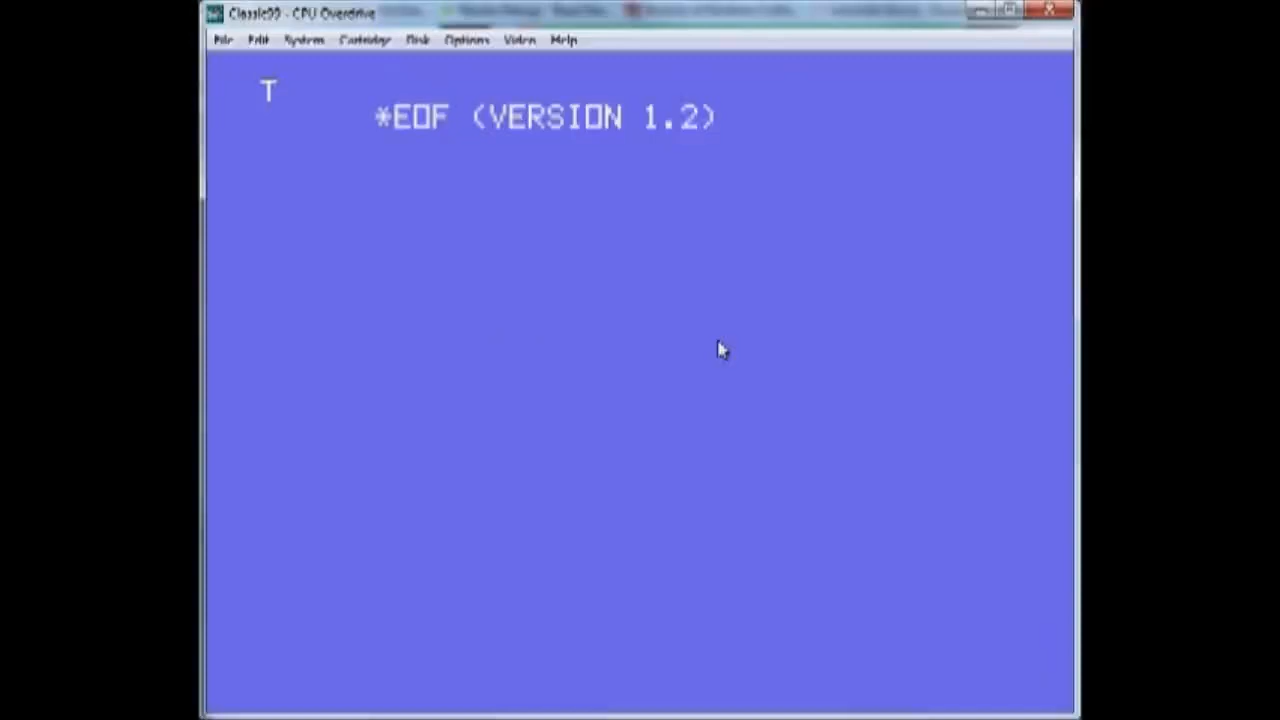 Classic99 - CPU Overdrive
File Edit System Cartridge Disk Options Video Help
T
*EOF (VERSION 1.2)